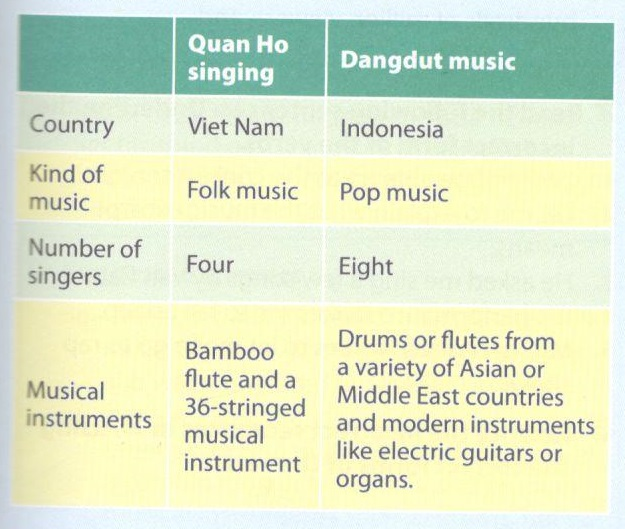 Quan Ho
singing
Dangdut music
Country
Viet Nam
Indonesia
Kind of
music
Folk music
Pop music
Number of
singers
Four
Eight
Musical
instruments
Bamboo
flute and a
36-stringed
musical
instrument
Drums or flutes from
a variety of Asian or
Middle East countries
and modern instruments
like electric guitars or
organs.